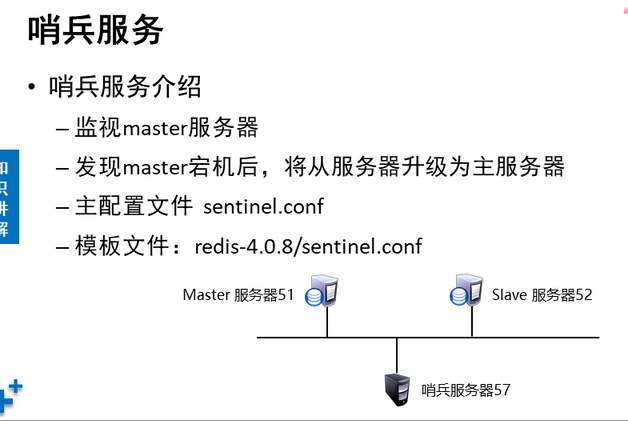 哨兵服务
• 哨兵服务介绍
– 监视master服务器
– 发现master宕机后，将从服务器升级为主服务器
– 主配置文件 sentinel.conf
– 模板文件：redis-4.0.8/sentinel.conf
知识讲解
Master 服务器51
Slave 服务器52
哨兵服务器57